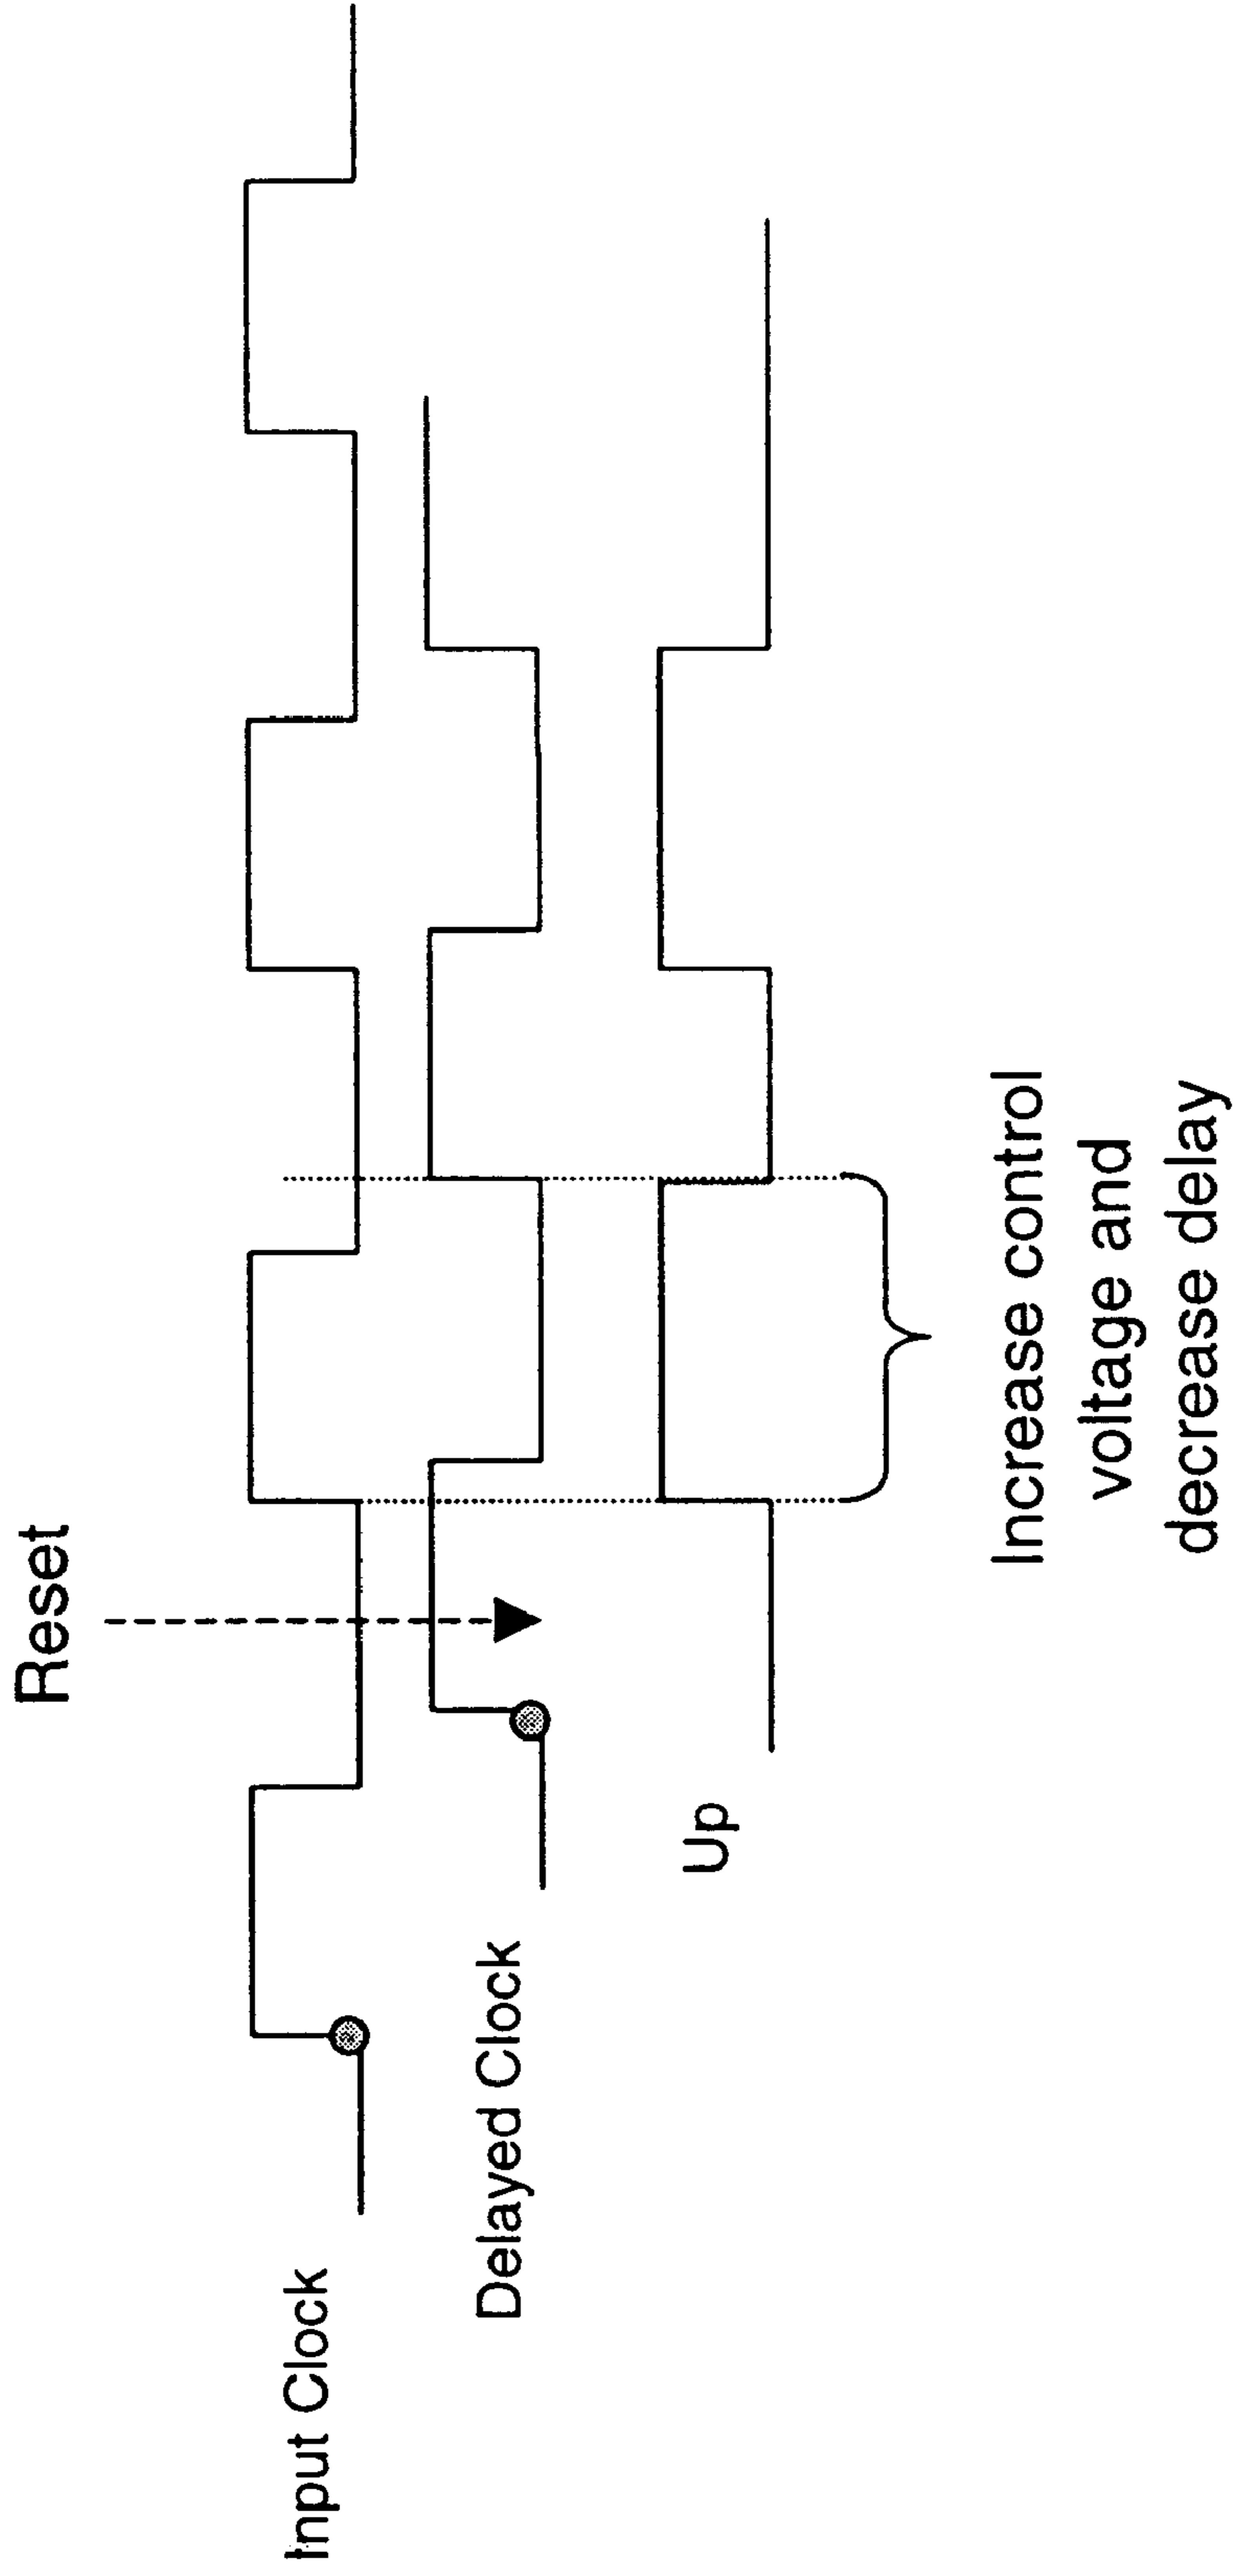 Reset
Input Clock
Delayed Clock
Up
Increase control
voltage and
decrease delay